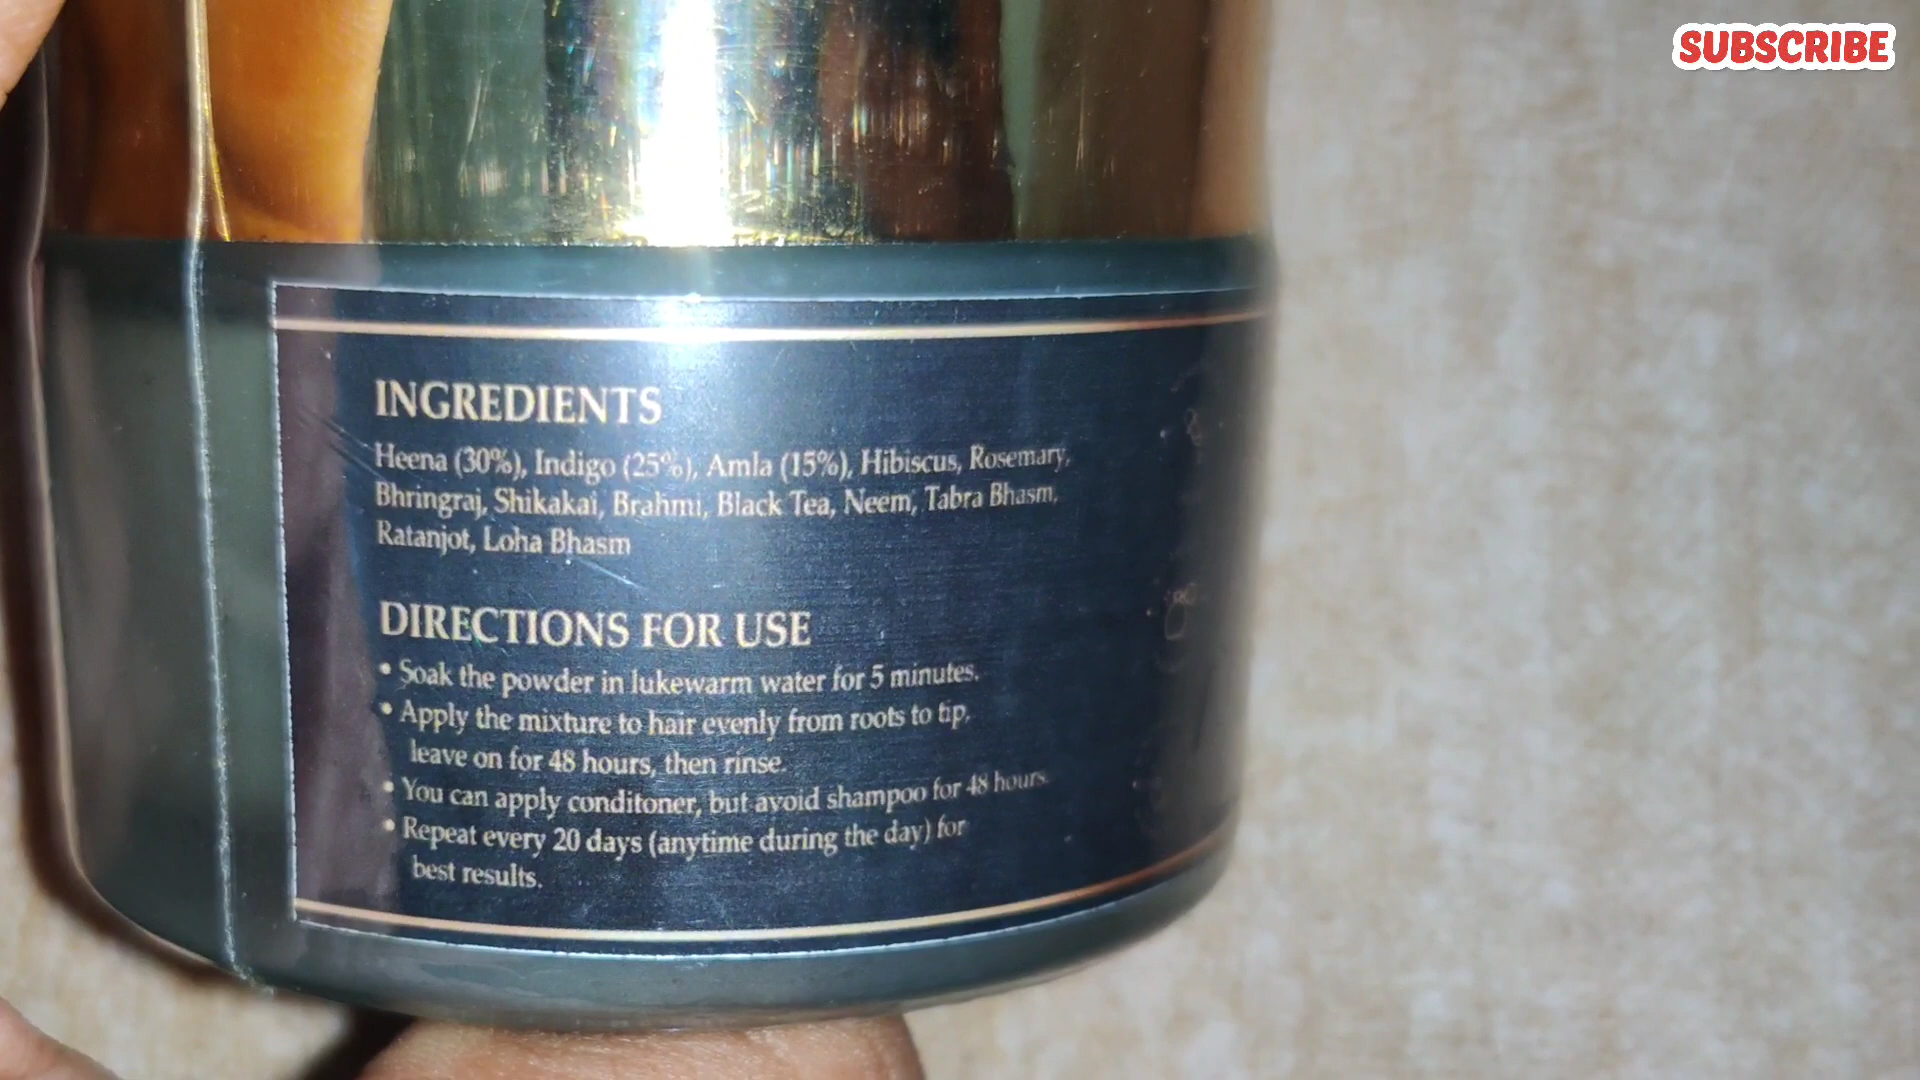 SUBSCRIBE
INGREDIENTS
Heena (30%), Indigo (25%), Amla (15%), Hibiscus, Rosemary,
Bhringraj, Shikakai, Brahmi, Black Tea, Neem, Tabra Bhasm,
Ratanjot, Loha Bhasm
DIRECTIONS FOR USE
• Soak the powder in lukewarm water for 5 minutes.
• Apply the mixture to hair evenly from roots to tip,
leave on for 48 hours, then rinse.
• You can apply conditoner, but avoid shampoo for 48 hours.
• Repeat every 20 days (anytime during the day) for
best results.